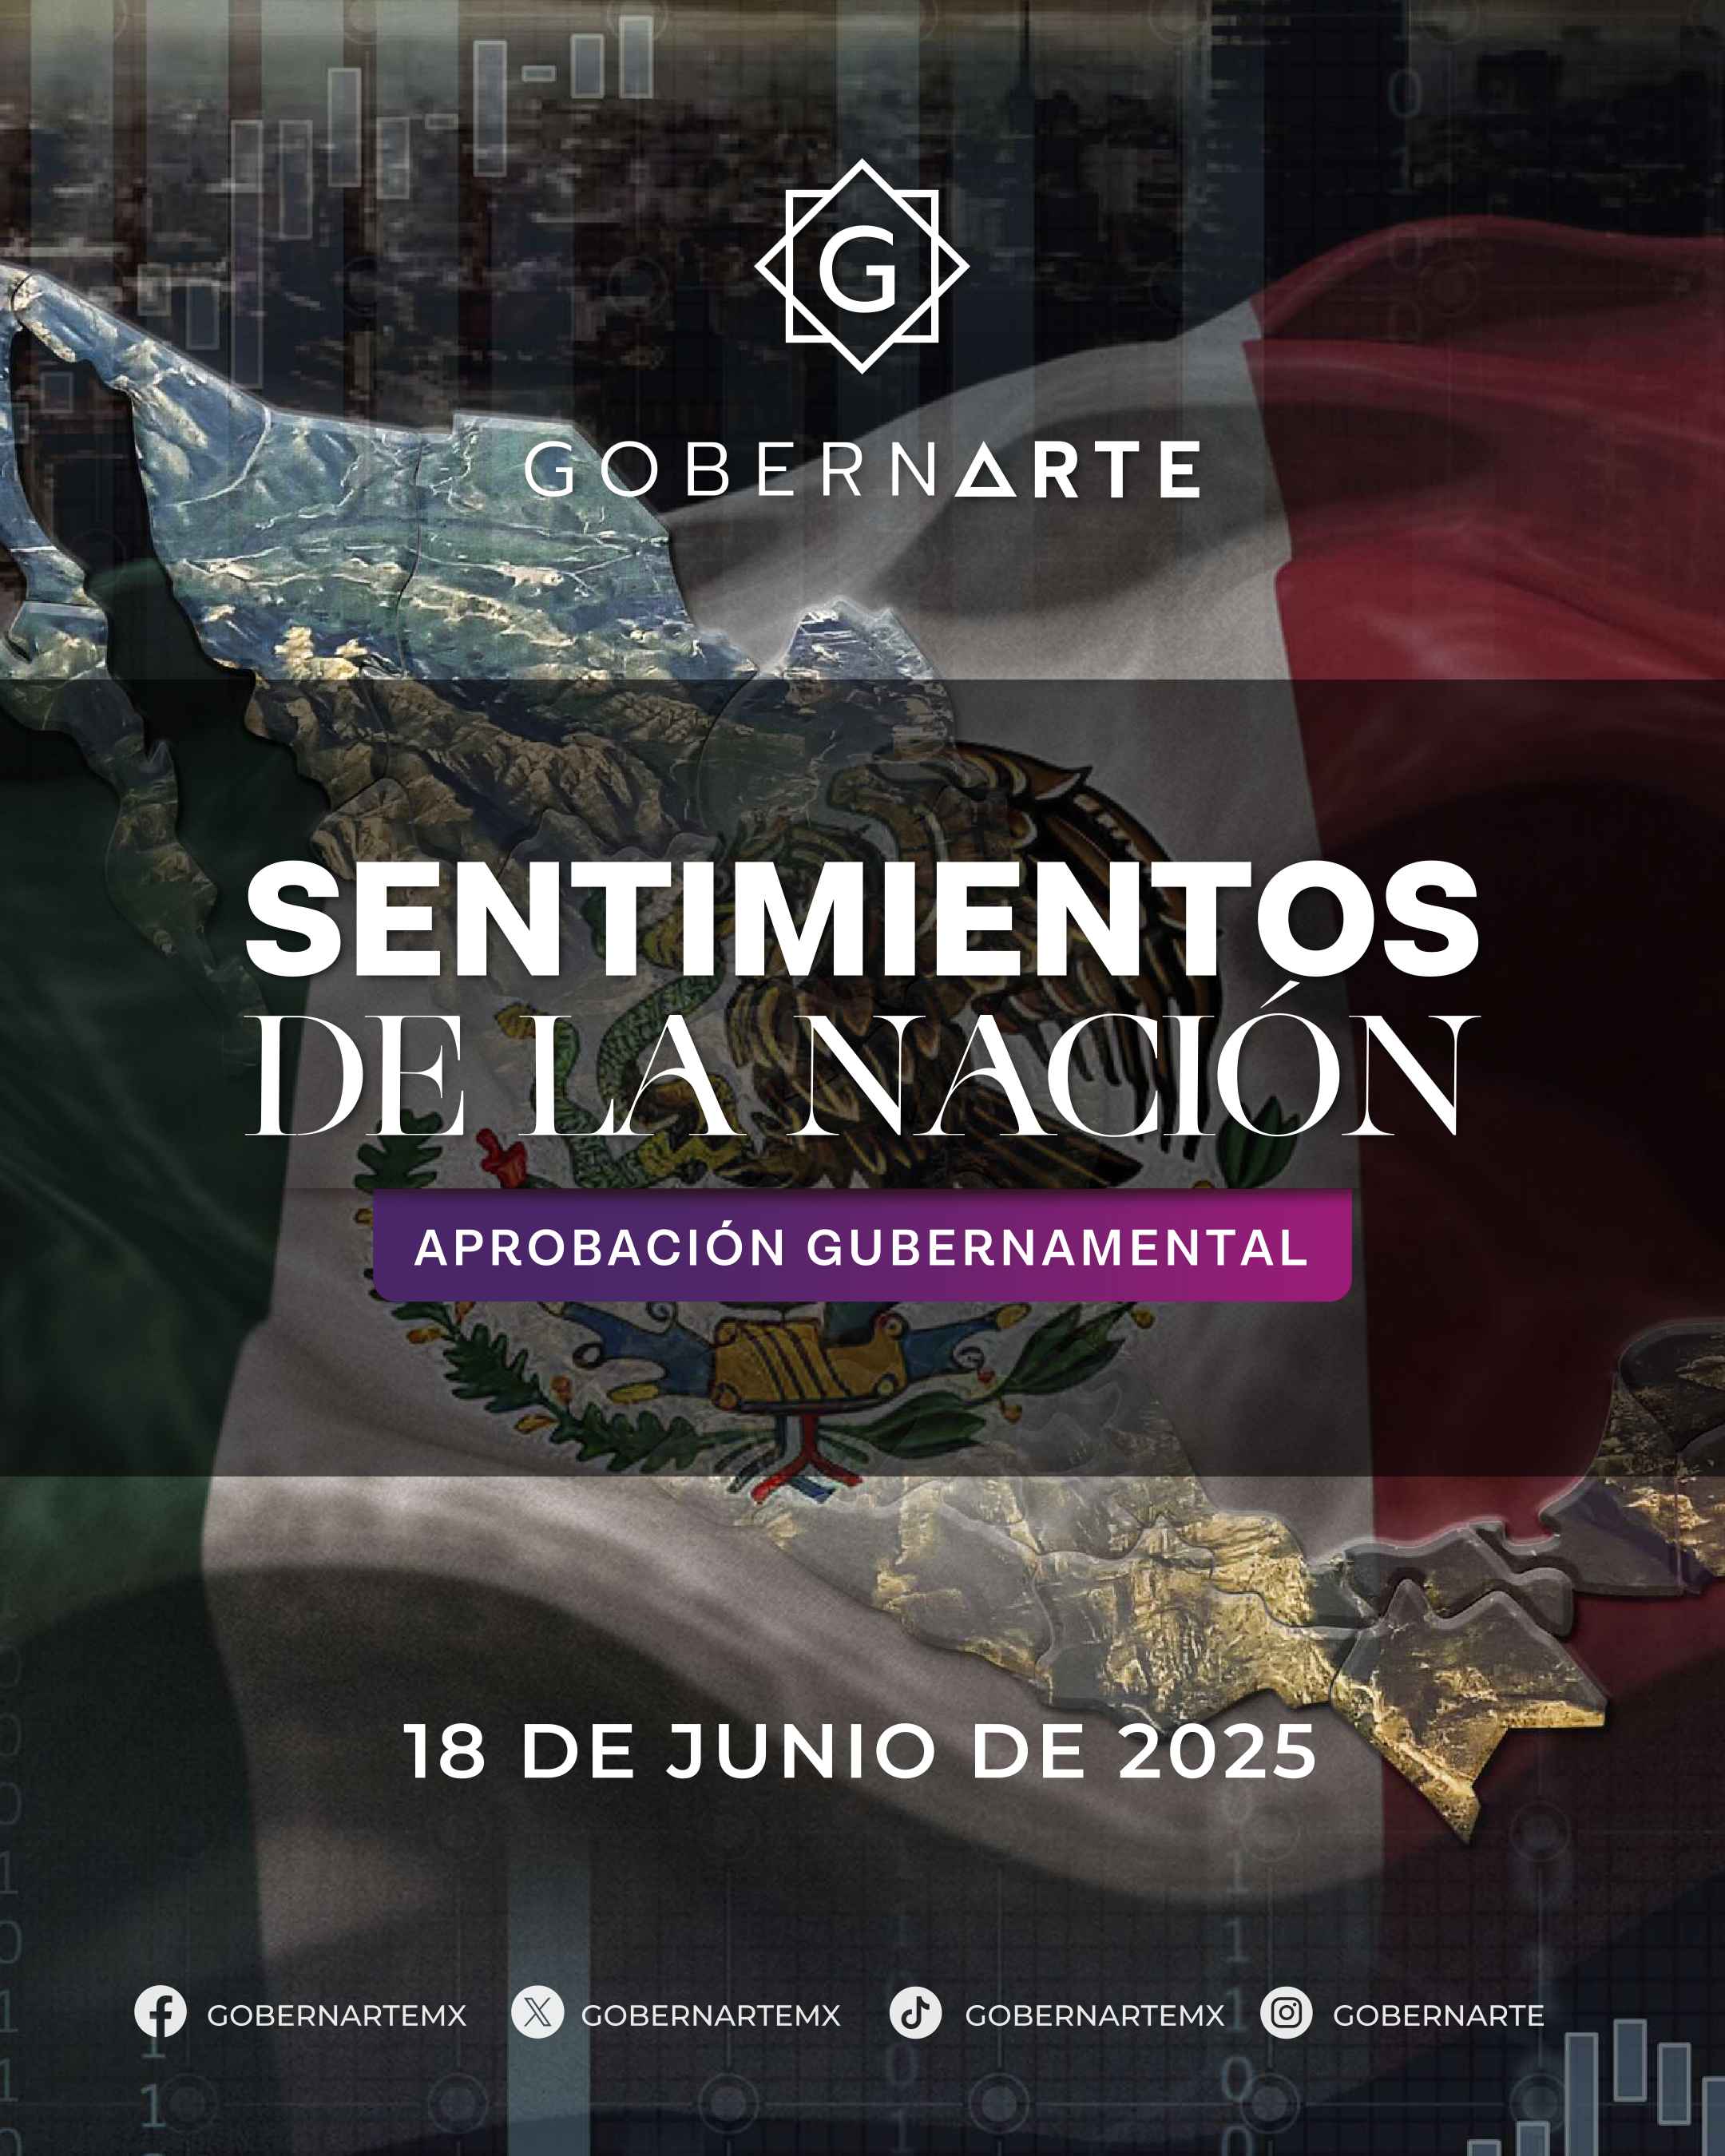 G
GOBERNARTE
SENTIMIENTOS
DE LA NACIÓN
APROBACIÓN GUBERNAMENTAL
18 DE JUNIO DE 2025
GOBERNARTEMX GOBERNARTEMX GOBERNARTEMX GOBERNARTE